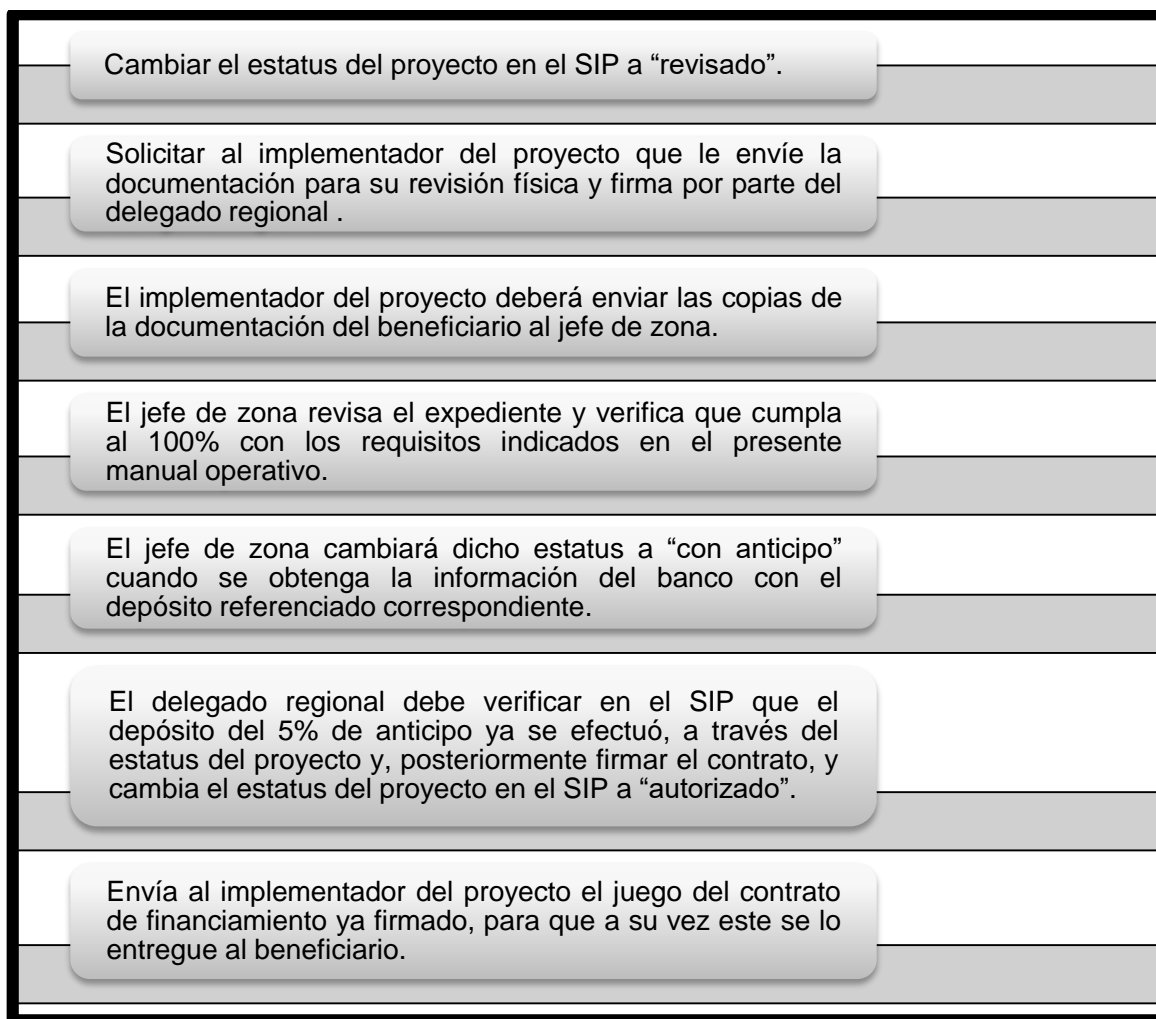 Cambiar el estatus del proyecto en el SIP a “revisado”.
Solicitar al implementador del proyecto que le envíe la
documentación para su revisión física y firma por parte del
delegado regional .
El implementador del proyecto deberá enviar las copias de
la documentación del beneficiario al jefe de zona.
El jefe de zona revisa el expediente y verifica que cumpla
al 100% con los requisitos indicados en el presente
manual operativo.
El jefe de zona cambiará dicho estatus a “con anticipo”
cuando se obtenga la información del banco con el
depósito referenciado correspondiente.
El delegado regional debe verificar en el SIP que el
depósito del 5% de anticipo ya se efectuó, a través del
estatus del proyecto y, posteriormente firmar el contrato, y
cambia el estatus del proyecto en el SIP a “autorizado”.
Envía al implementador del proyecto el juego del contrato
de financiamiento ya firmado, para que a su vez este se lo
entregue al beneficiario.